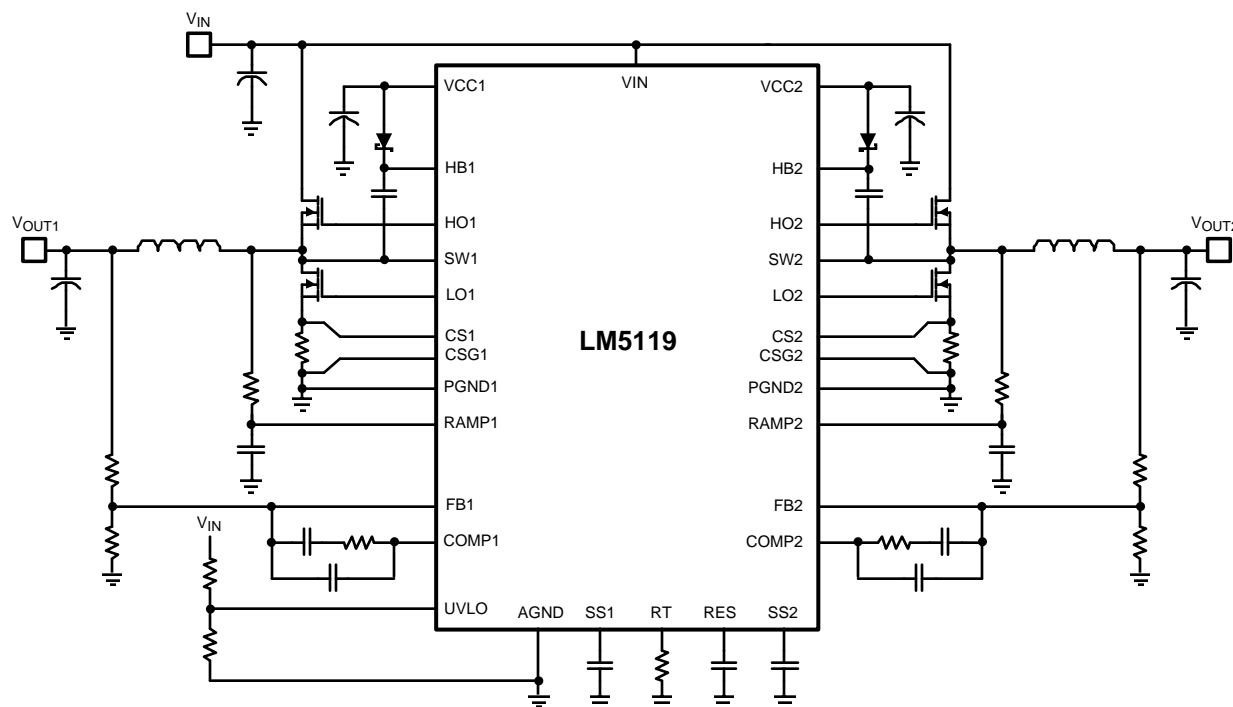 VIN
VCC1
VIN
VCC2
HB1
HB2
VOUT1
HO1
HO2
VOUT2
SW1
SW2
LO1
LO2
LM5119
CS1
CS2
CSG1
CSG2
PGND1
PGND2
RAMP1
RAMP2
FB1
FB2
VIN
COMP1
COMP2
UVLO
AGND
SS1
RT
RES
SS2